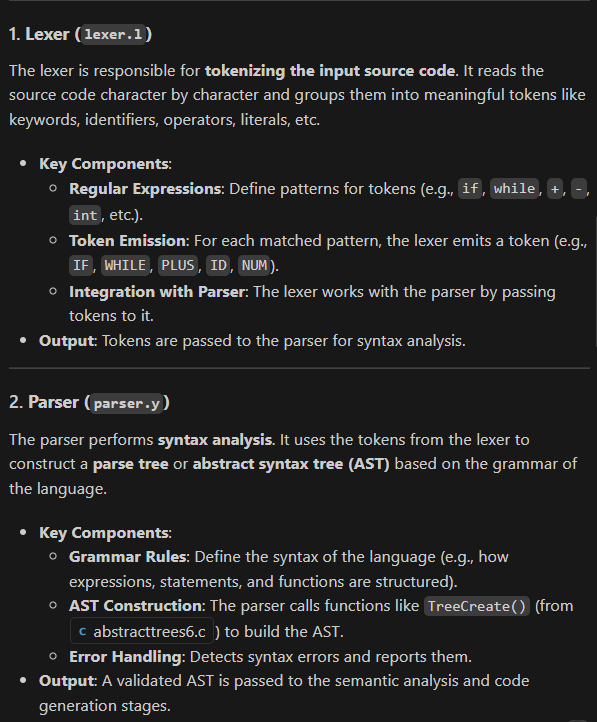 1. Lexer (lexer.l)
The lexer is responsible for tokenizing the input source code. It reads the
source code character by character and groups them into meaningful tokens like
keywords, identifiers, operators, literals, etc.
• Key Components:
○ Regular Expressions: Define patterns for tokens (e.g., if, while, +, -,
int, etc.).
○ Token Emission: For each matched pattern, the lexer emits a token (e.g.,
IF, WHILE, PLUS, ID, NUM).
○ Integration with Parser: The lexer works with the parser by passing
tokens to it.
• Output: Tokens are passed to the parser for syntax analysis.
2. Parser (parser.y)
The parser performs syntax analysis. It uses the tokens from the lexer to
construct a parse tree or abstract syntax tree (AST) based on the grammar of
the language.
• Key Components:
○ Grammar Rules: Define the syntax of the language (e.g., how
expressions, statements, and functions are structured).
○ AST Construction: The parser calls functions like TreeCreate() (from
C abstracttrees6.c ) to build the AST.
○ Error Handling: Detects syntax errors and reports them.
• Output: A validated AST is passed to the semantic analysis and code
generation stages.